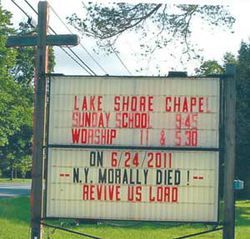 LAKE SHORE CHAPEL
SUNDAY SCHOOL 9:45
WORSHIP 11 & 5:30
ON 6/24/2011
-- N.Y. MORALLY DIED ! --
REVIVE US LORD